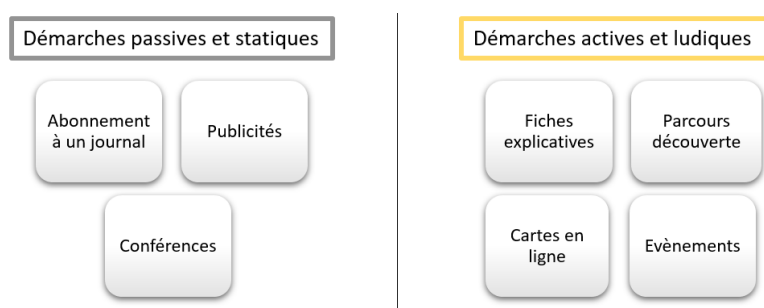 Démarches passives et statiques
Abonnement
à un journal
Publicités
Conférences
Démarches actives et ludiques
Fiches
explicatives
Parcours
découverte
Cartes en
ligne
Evènements